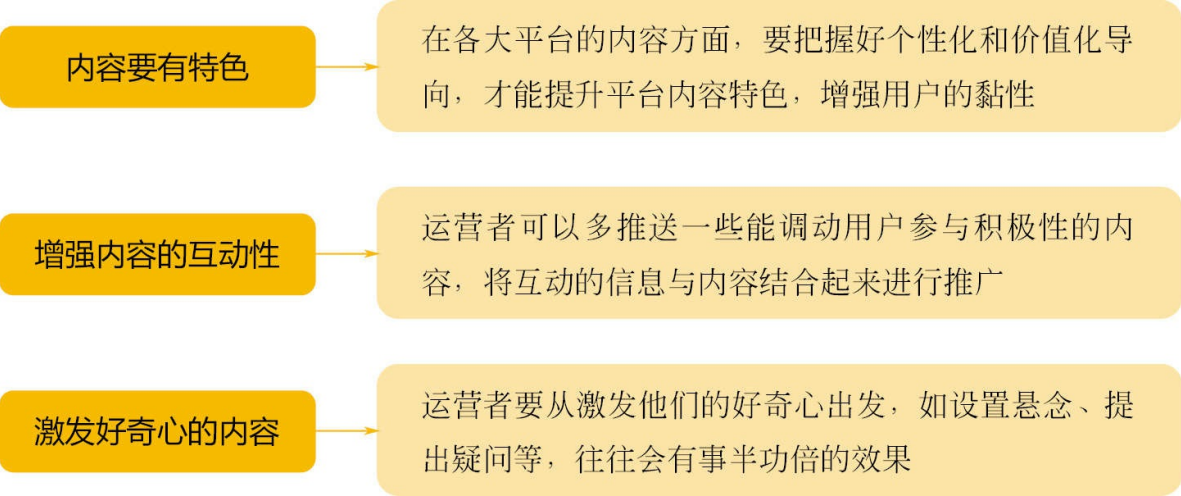 内容要有特色
在各大平台的内容方面，要把握好个性化和价值化导
向，才能提升平台内容特色，增强用户的黏性
增强内容的互动性
运营者可以多推送一些能调动用户参与积极性的内
容，将互动的信息与内容结合起来进行推广
激发好奇心的内容
运营者要从激发他们的好奇心出发，如设置悬念、提
出疑问等，往往会有事半功倍的效果